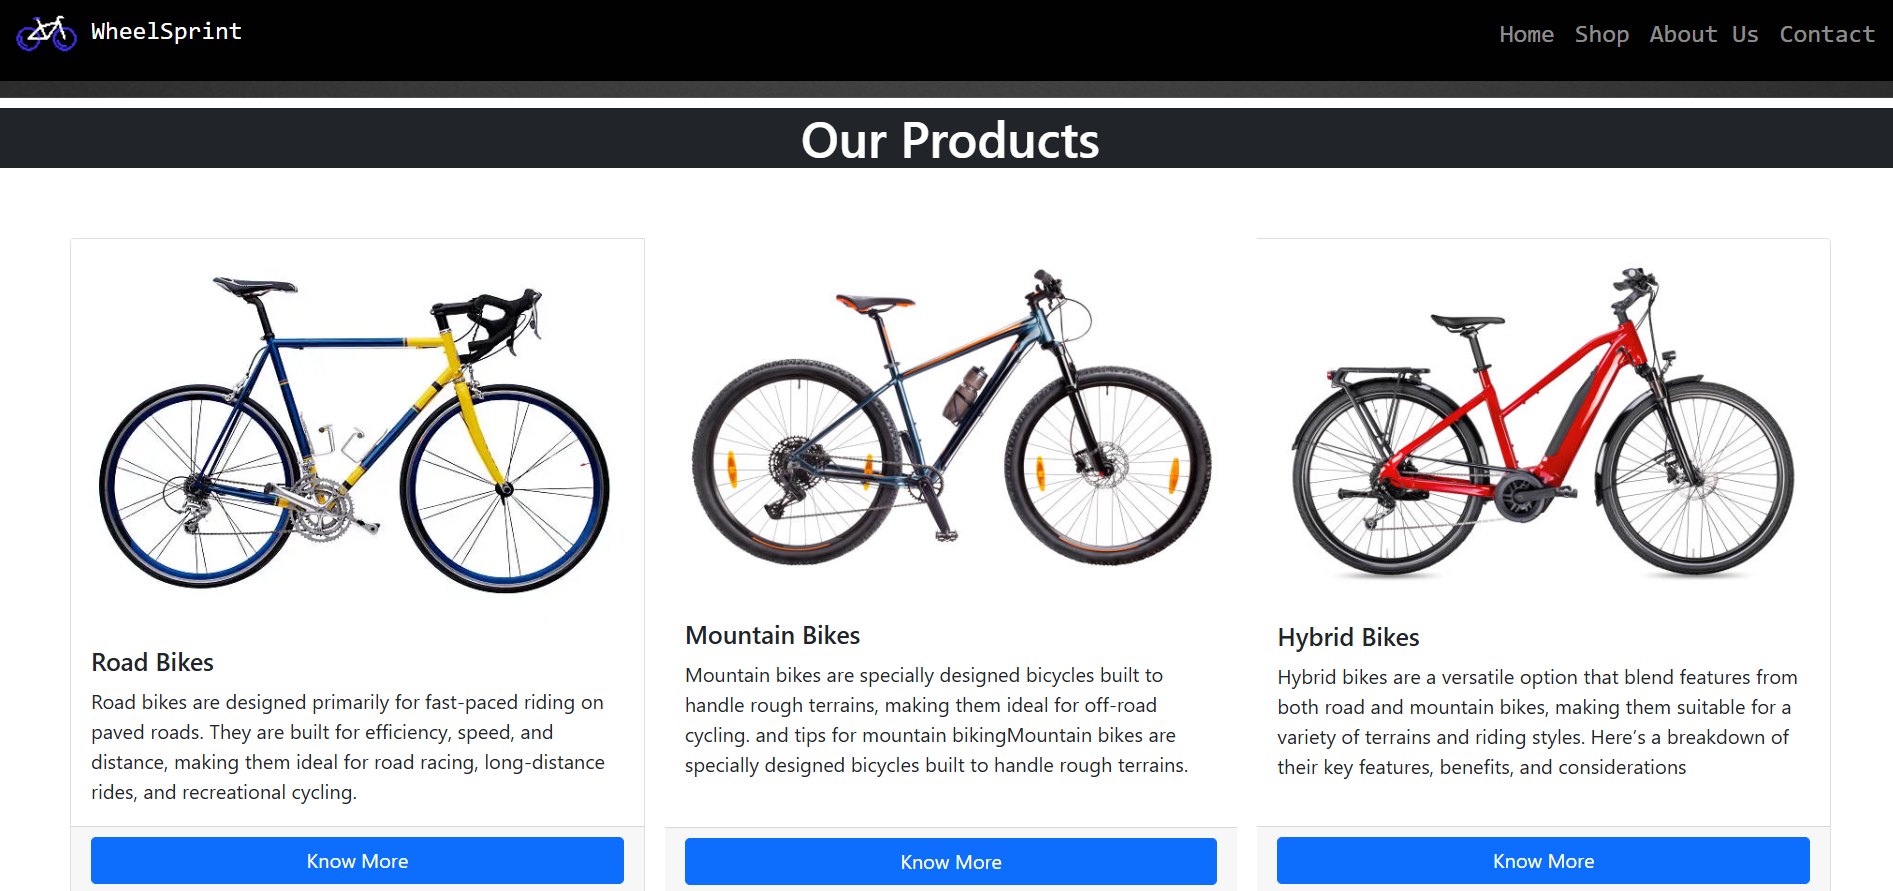 WheelSprint
Home Shop About Us Contact
Our Products
Road Bikes
Road bikes are designed primarily for fast-paced riding on
paved roads. They are built for efficiency, speed, and
distance, making them ideal for road racing, long-distance
rides, and recreational cycling.
Know More
Mountain Bikes
Mountain bikes are specially designed bicycles built to
handle rough terrains, making them ideal for off-road
cycling. and tips for mountain bikingMountain bikes are
specially designed bicycles built to handle rough terrains.
Know More
Hybrid Bikes
Hybrid bikes are a versatile option that blend features from
both road and mountain bikes, making them suitable for a
variety of terrains and riding styles. Here’s a breakdown of
their key features, benefits, and considerations
Know More